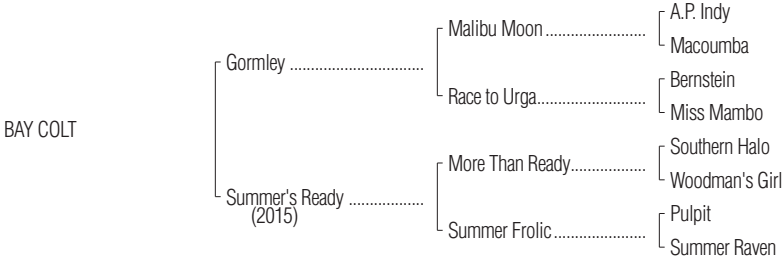 A.P. Indy
Malibu Moon ........................
Macoumba
Gormley ................................
Bernstein
Race to Urga..........................
Miss Mambo
BAY COLT
Southern Halo
More Than Ready..................
Woodman's Girl
Summer's Ready ..................
(2015)
Pulpit
Summer Frolic......................
Summer Raven